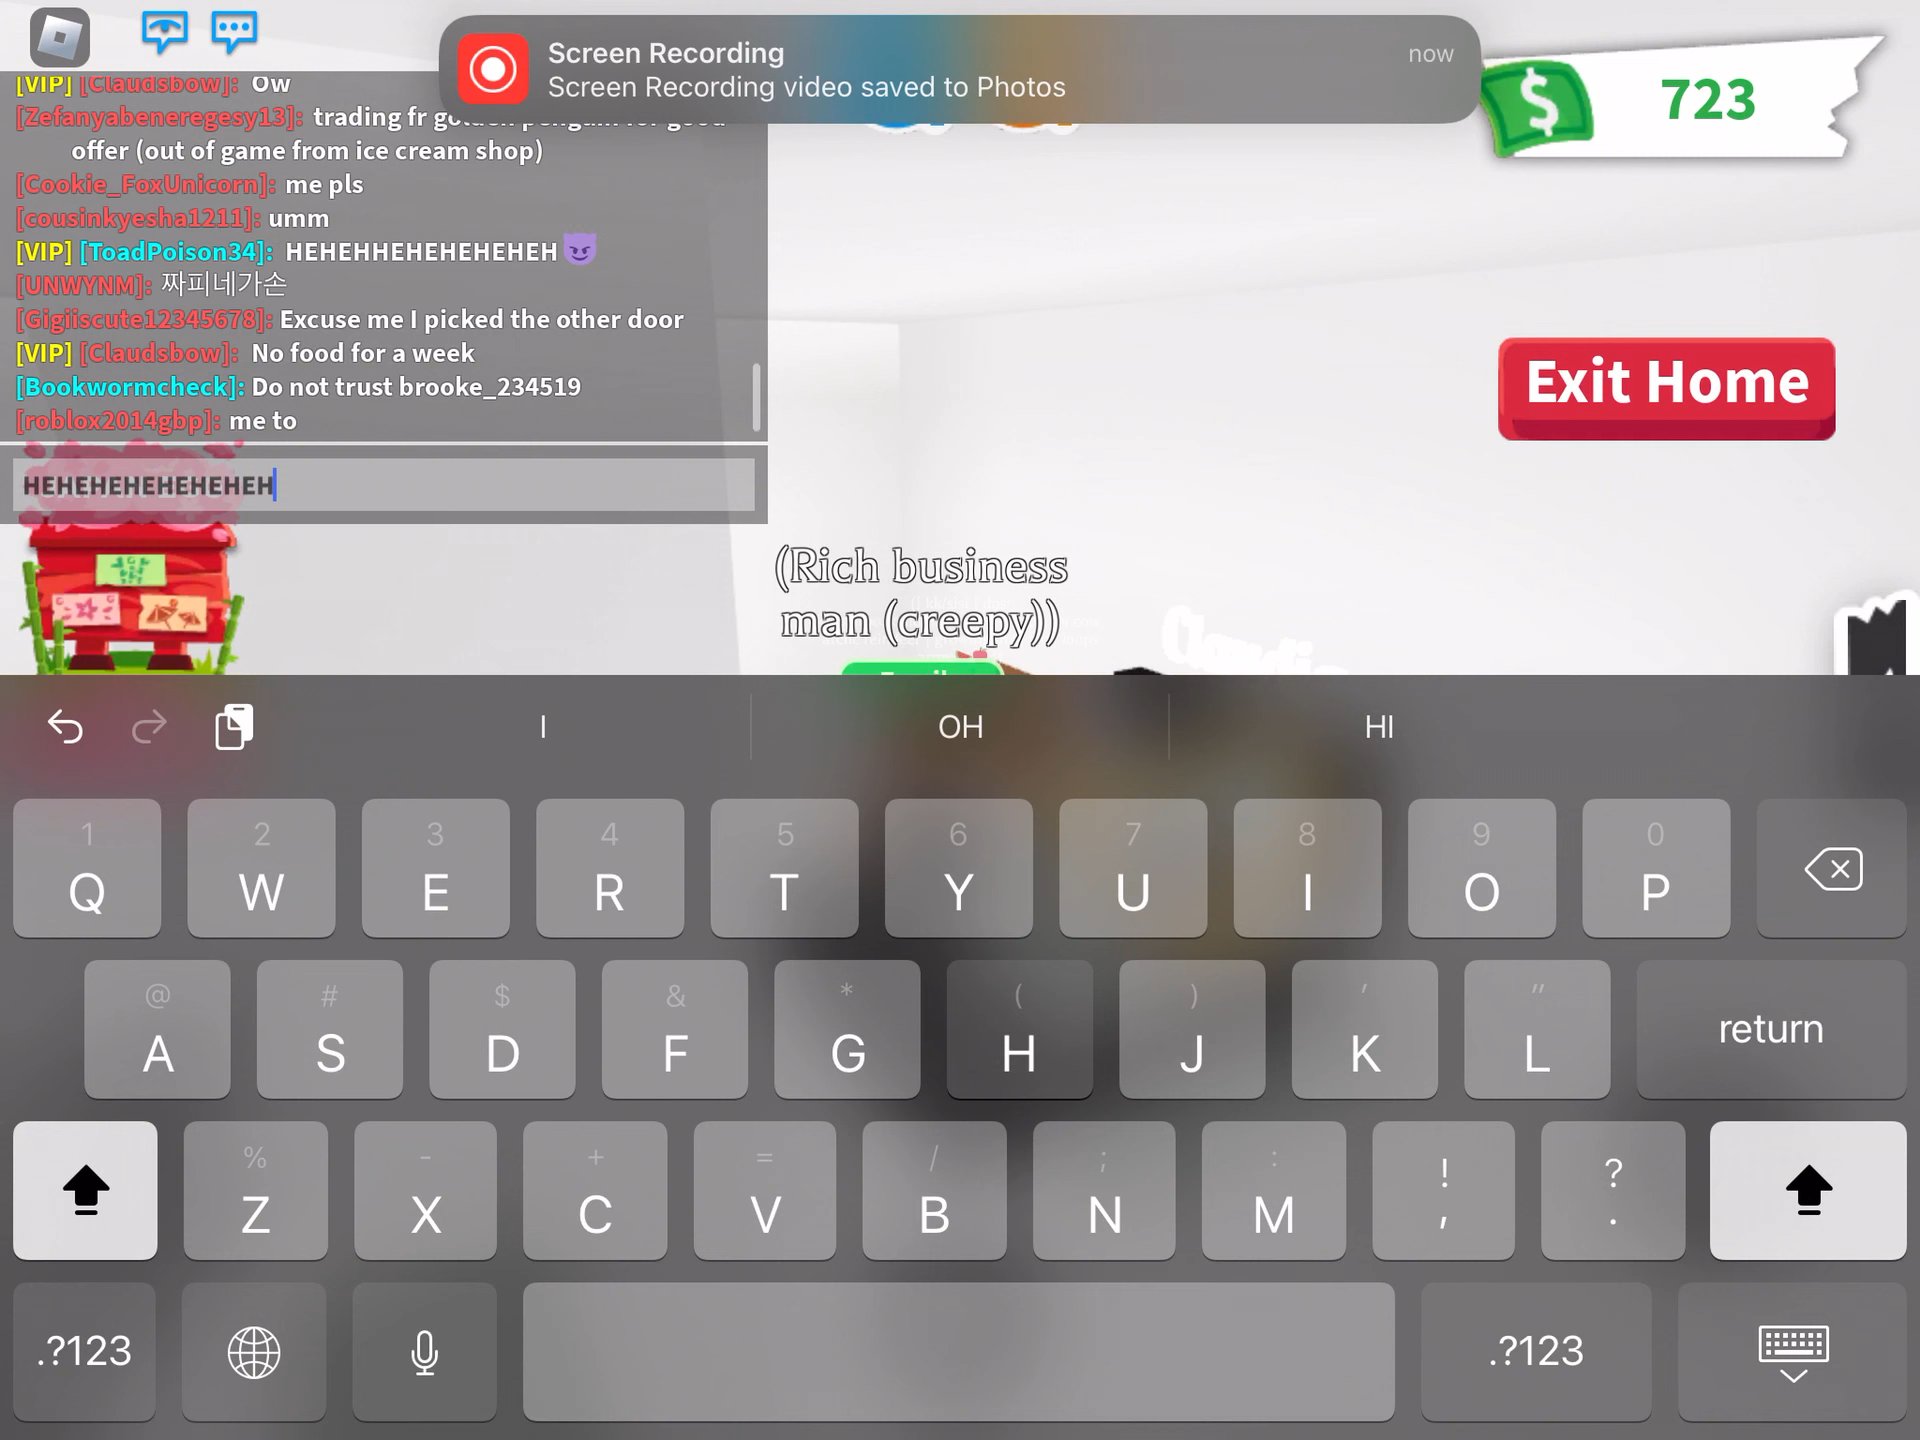 Screen Recording
now
Screen Recording video saved to Photos
723
[VIP] [Claudsbow]: Ow
[Zefanyabeneregesy13]: trading fr golden penguin for good
offer (out of game from ice cream shop)
[Cookie_FoxUnicorn]: me pls
[cousinkyesha1211]: umm
[VIP] [ToadPoison34]: HEHEHHEHEHEHEHEH😈
[UNWYNM]: 짜피네가손
[Gigiiscute12345678]: Excuse me I picked the other door
[VIP] [Claudsbow]: No food for a week
[Bookwormcheck]: Do not trust brooke_234519
[roblox2014gbp]: me to
HEHEHEHEHEHEHEH
Exit Home
(Rich business
man (creepy))
I OH HI
1 2 3 4 5 6 7 8 9 0
Q W E R T Y U I O P
@ # $ & * ( ) ' "
A S D F G H J K L return
% - + = / ; : ! ?
Z X C V B N M , .
.?123 .?123